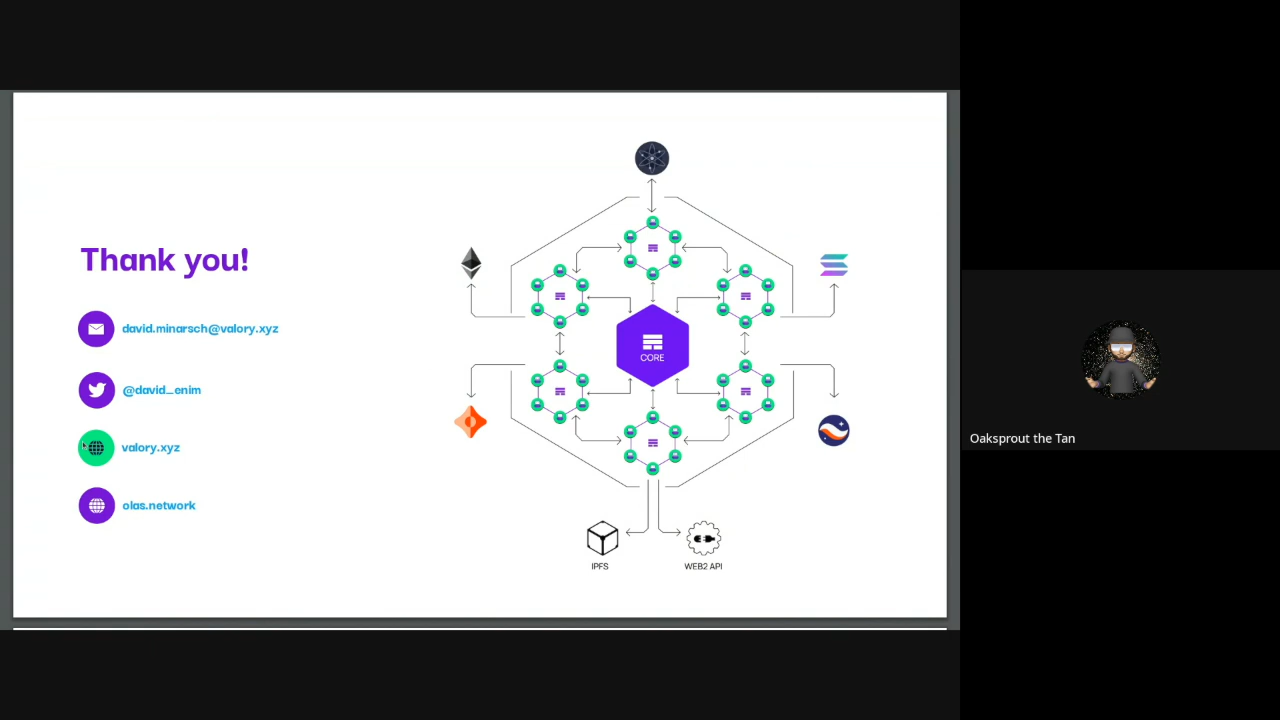 Thank you!
david.minarsch@valory.xyz
@david_enim
valory.xyz
olas.network
CORE
IPFS
WEB2 API
Oaksprout the Tan